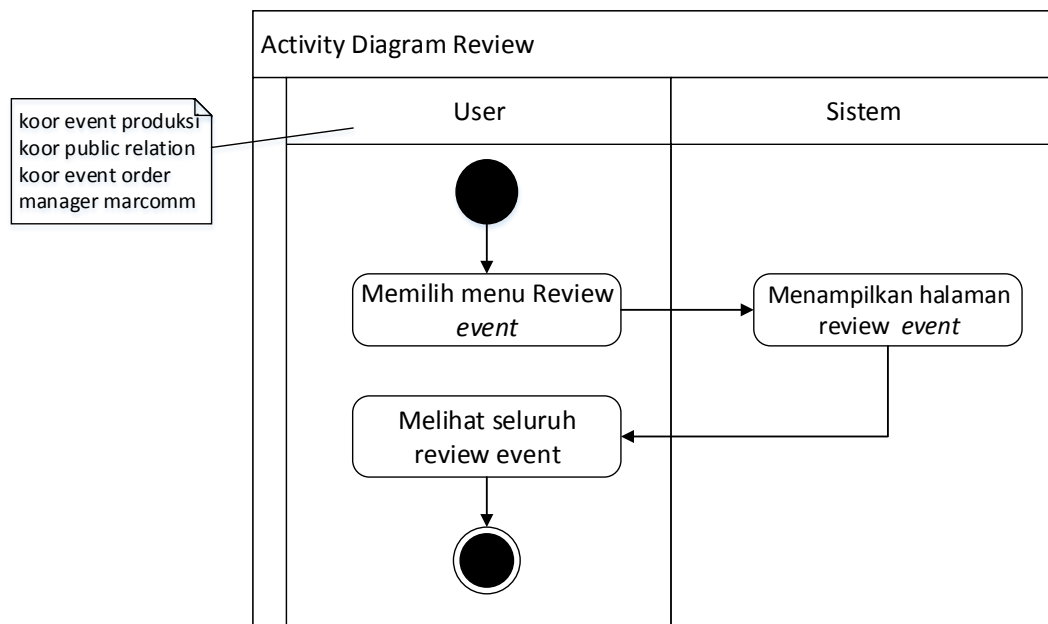 Activity Diagram Review
koor event produksi
koor public relation
koor event order
manager marcomm
User
Sistem
Memilih menu Review
event
Menampilkan halaman
review event
Melihat seluruh
review event